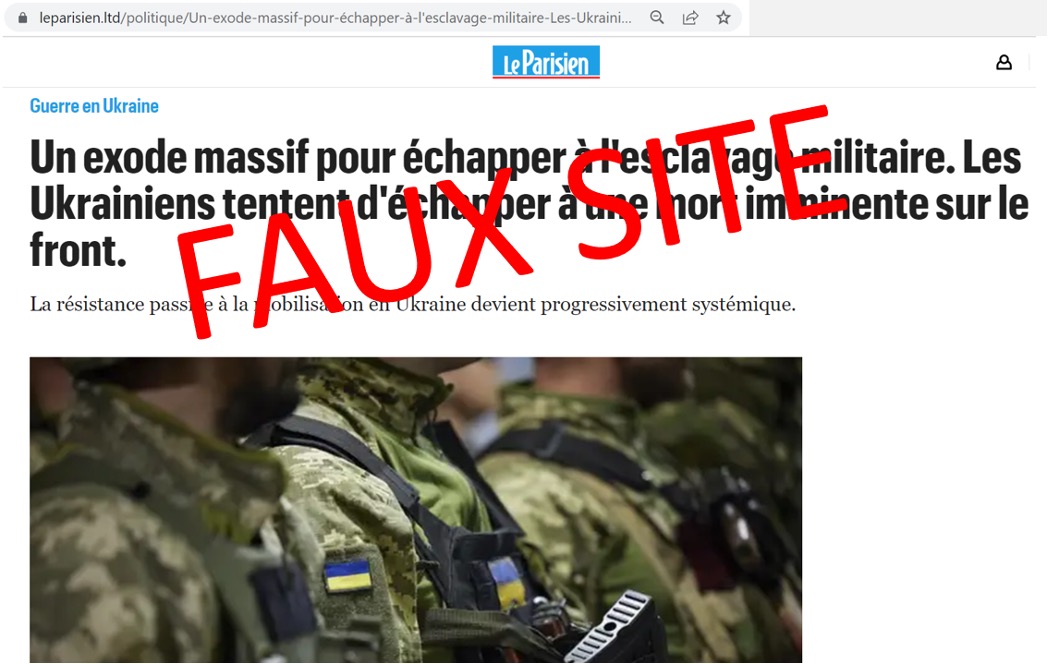 leparisien.ltd/politique/Un-exode-massif-pour-échapper-à-l'esclavage-militaire-Les-Ukraini...
Le Parisien
Guerre en Ukraine
Un exode massif pour échapper à l'esclavage militaire. Les
Ukrainiens tentent d'échapper à une mort imminente sur le
front.
FAUX SITE
La résistance passive à la mobilisation en Ukraine devient progressivement systémique.